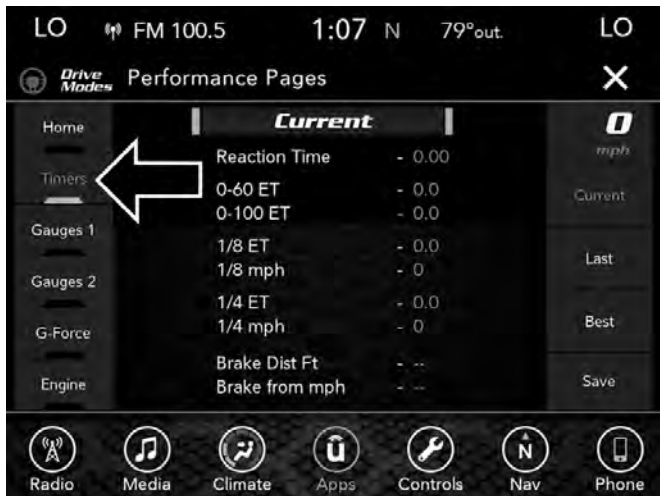 LO FM 100.5 1:07 N 79°out. LO
Drive Modes Performance Pages X
Home
Timers
Gauges 1
Gauges 2
G-Force
Engine
Current
Reaction Time - 0.00
0-60 ET - 0.0
0-100 ET - 0.0
1/8 ET - 0.0
1/8 mph - 0
1/4 ET - 0.0
1/4 mph - 0
Brake Dist Ft - --
Brake from mph - --
0
mph
Current
Last
Best
Save
Radio Media Climate Apps Controls Nav Phone
û N